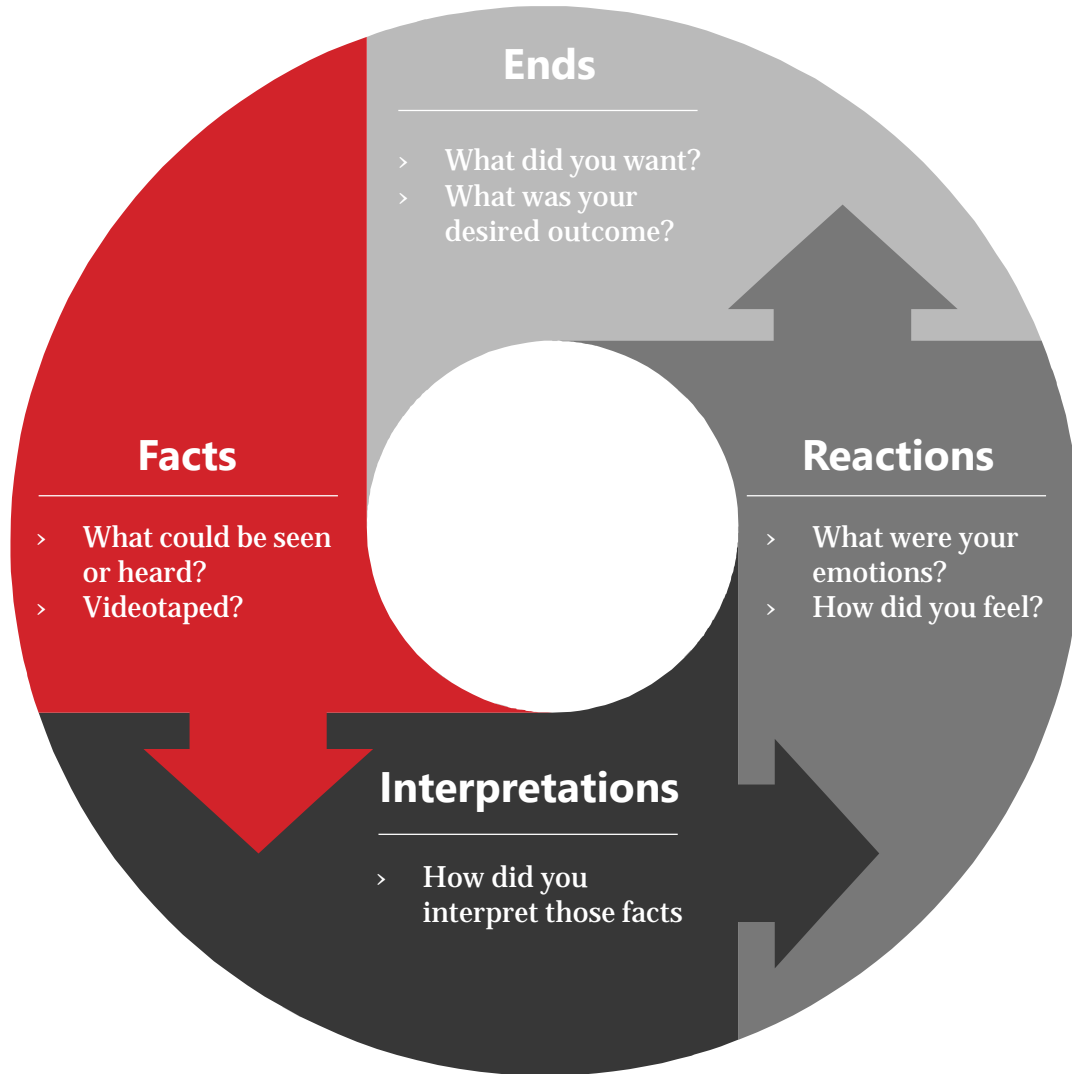 Ends
› What did you want?
› What was your
desired outcome?
Facts
› What could be seen
or heard?
› Videotaped?
Reactions
› What were your
emotions?
› How did you feel?
Interpretations
› How did you
interpret those facts